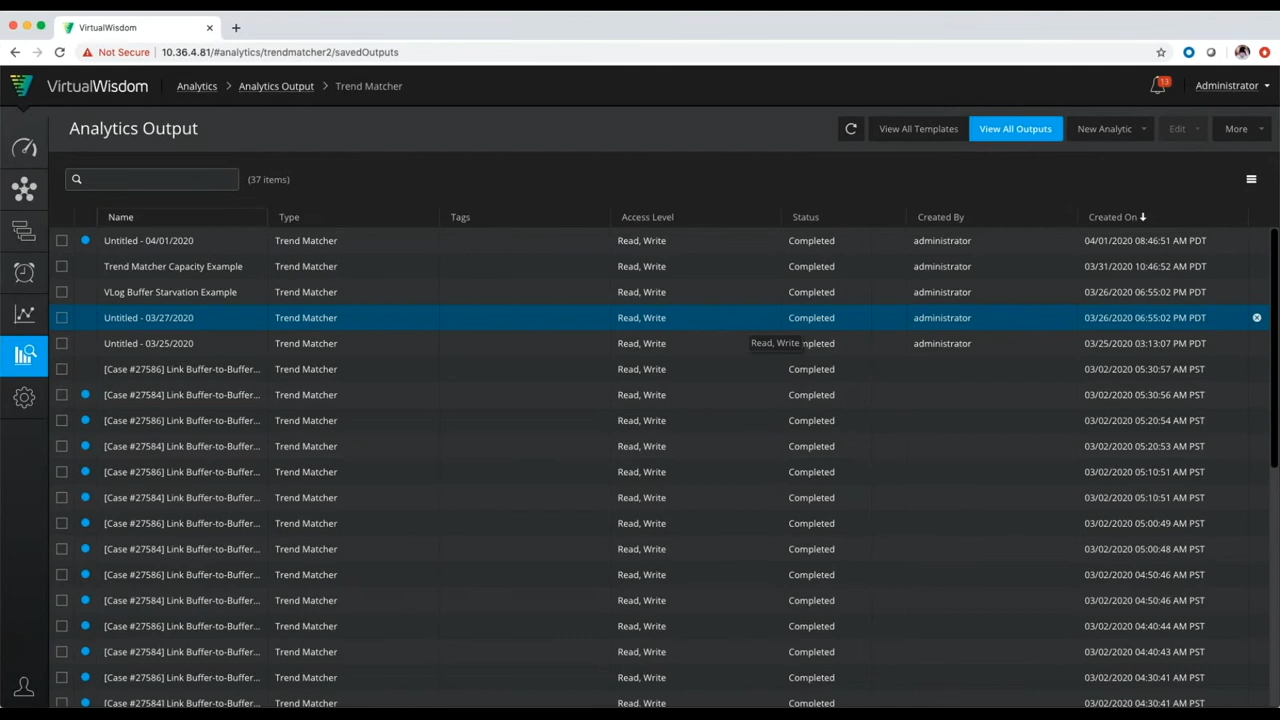 VirtualWisdom
Not Secure | 10.36.4.81/#analytics/trendmatcher2/savedOutputs
VirtualWisdom Analytics > Analytics Output > Trend Matcher 13 Administrator
Analytics Output View All Templates View All Outputs New Analytic Edit More
(37 items)
Name Type Tags Access Level Status Created By Created On
Untitled - 04/01/2020 Trend Matcher Read, Write Completed administrator 04/01/2020 08:46:51 AM PDT
Trend Matcher Capacity Example Trend Matcher Read, Write Completed administrator 03/31/2020 10:46:52 AM PDT
VLog Buffer Starvation Example Trend Matcher Read, Write Completed administrator 03/26/2020 06:55:02 PM PDT
Untitled - 03/27/2020 Trend Matcher Read, Write Completed administrator 03/26/2020 06:55:02 PM PDT
Untitled - 03/25/2020 Trend Matcher Read, Write Read, Write mpleted administrator 03/25/2020 03:13:07 PM PDT
[Case #27586] Link Buffer-to-Buffer... Trend Matcher Read, Write Completed 03/02/2020 05:30:57 AM PST
[Case #27584] Link Buffer-to-Buffer... Trend Matcher Read, Write Completed 03/02/2020 05:30:56 AM PST
[Case #27586] Link Buffer-to-Buffer... Trend Matcher Read, Write Completed 03/02/2020 05:20:54 AM PST
[Case #27584] Link Buffer-to-Buffer... Trend Matcher Read, Write Completed 03/02/2020 05:20:53 AM PST
[Case #27586] Link Buffer-to-Buffer... Trend Matcher Read, Write Completed 03/02/2020 05:10:51 AM PST
[Case #27584] Link Buffer-to-Buffer... Trend Matcher Read, Write Completed 03/02/2020 05:10:51 AM PST
[Case #27586] Link Buffer-to-Buffer... Trend Matcher Read, Write Completed 03/02/2020 05:00:49 AM PST
[Case #27584] Link Buffer-to-Buffer... Trend Matcher Read, Write Completed 03/02/2020 05:00:48 AM PST
[Case #27586] Link Buffer-to-Buffer... Trend Matcher Read, Write Completed 03/02/2020 04:50:46 AM PST
[Case #27584] Link Buffer-to-Buffer... Trend Matcher Read, Write Completed 03/02/2020 04:50:46 AM PST
[Case #27586] Link Buffer-to-Buffer... Trend Matcher Read, Write Completed 03/02/2020 04:40:44 AM PST
[Case #27584] Link Buffer-to-Buffer... Trend Matcher Read, Write Completed 03/02/2020 04:40:43 AM PST
[Case #27586] Link Buffer-to-Buffer... Trend Matcher Read, Write Completed 03/02/2020 04:30:41 AM PST
[Case #27584] Link Buffer-to-Buffer... Trend Matcher Read, Write Completed 03/02/2020 04:30:41 AM PST